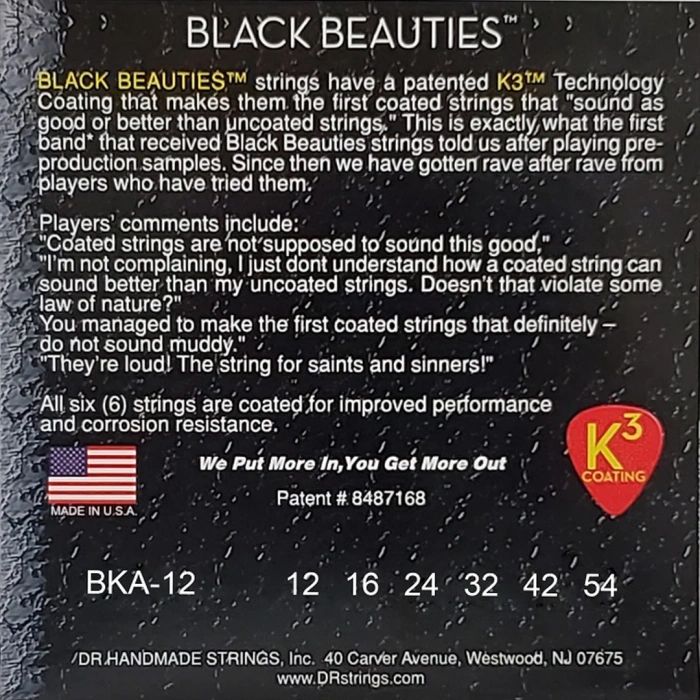 BLACK BEAUTIES™
BLACK BEAUTIES™ strings have a patented K3™ Technology
Coating that makes them the first coated strings that "sound as
good or better than uncoated strings." This is exactly what the first
band* that received Black Beauties strings told us after playing pre-
production samples. Since then we have gotten rave after rave from
players who have tried them.
Players' comments include:
"Coated strings are not supposed to sound this good,"
"I'm not complaining, I just dont understand how a coated string can
sound better than my uncoated strings. Doesn't that violate some
law of nature?"
You managed to make the first coated strings that definitely –
do not sound muddy."
"They're loud! The string for saints and sinners!"
All six (6) strings are coated for improved performance
and corrosion resistance.
K3
COATING
We Put More In, You Get More Out
MADE IN U.S.A.
Patent # 8487168
BKA-12 12 16 24 32 42 54
DR HANDMADE STRINGS, Inc. 40 Carver Avenue, Westwood, NJ 07675
www.DRstrings.com